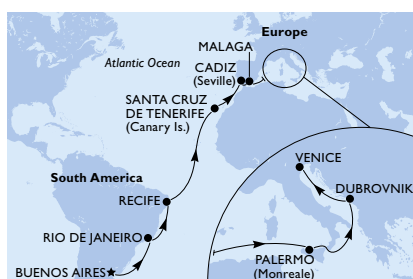 Europe
MALAGA
CADIZ
(Seville)
Atlantic Ocean
SANTA CRUZ
DE TENERIFE
(Canary Is.)
South America
RECIFE
RIO DE JANEIRO
BUENOS AIRES
VENICE
DUBROVNIK
PALERMO
(Monreale)